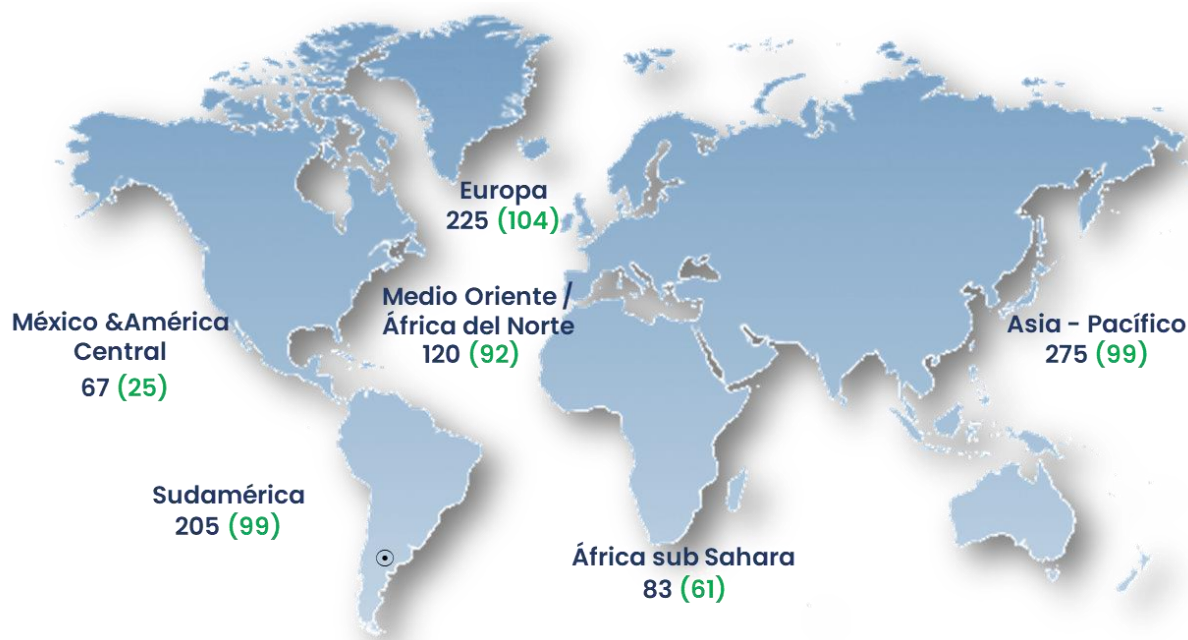 Europa
225 (104)
Medio Oriente /
África del Norte
120 (92)
México &América
Central
67 (25)
Asia - Pacífico
275 (99)
Sudamérica
205 (99)
África sub Sahara
83 (61)